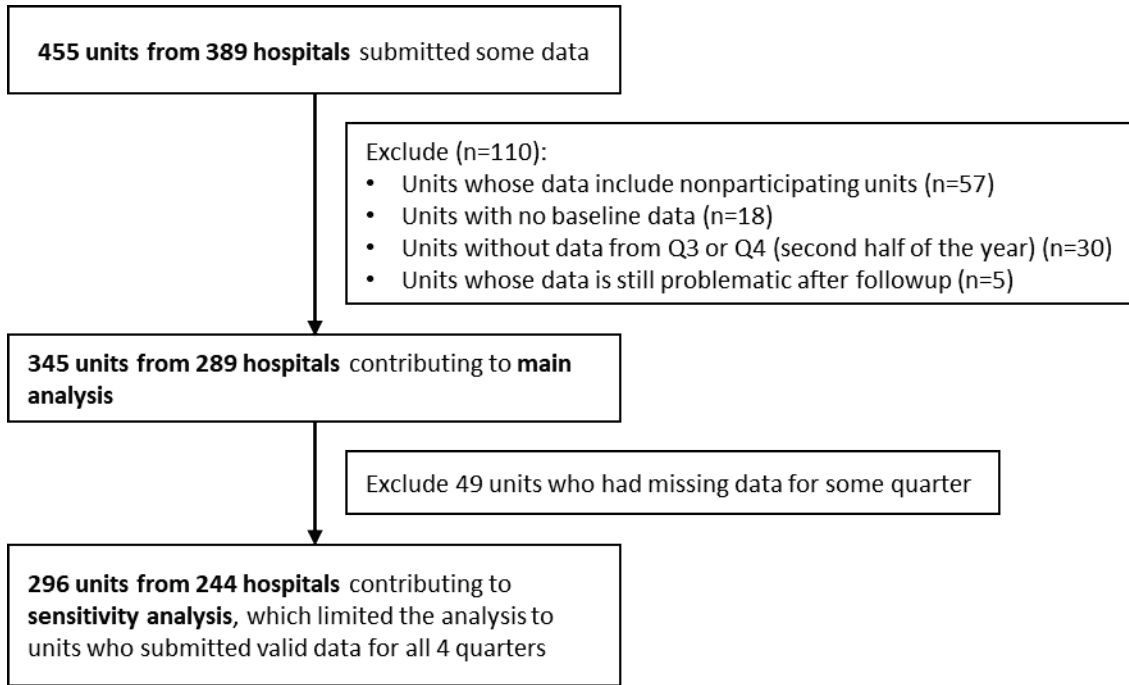 455 units from 389 hospitals submitted some data
Exclude (n=110):
• Units whose data include nonparticipating units (n=57)
• Units with no baseline data (n=18)
• Units without data from Q3 or Q4 (second half of the year) (n=30)
• Units whose data is still problematic after followup (n=5)
345 units from 289 hospitals contributing to main
analysis
Exclude 49 units who had missing data for some quarter
296 units from 244 hospitals contributing to
sensitivity analysis, which limited the analysis to
units who submitted valid data for all 4 quarters